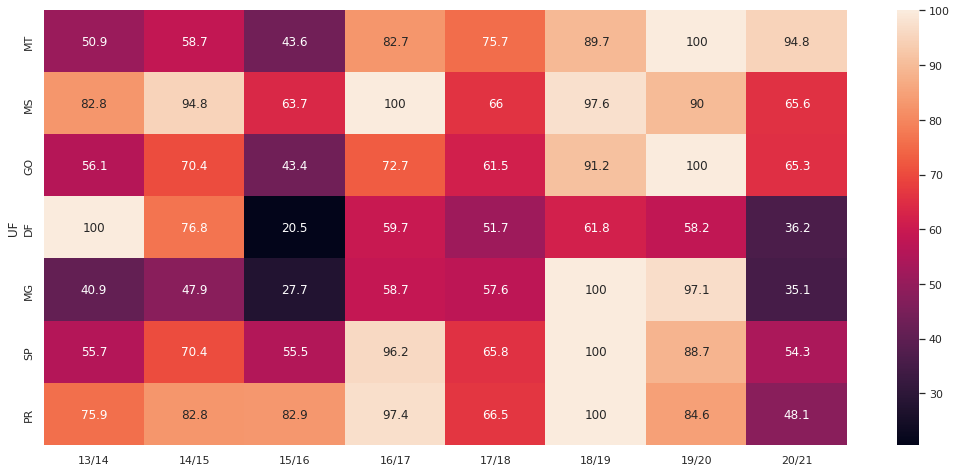 UF
MT 50.9 58.7 43.6 82.7 75.7 89.7 100 94.8
MS 82.8 94.8 63.7 100 66 97.6 90 65.6
GO 56.1 70.4 43.4 72.7 61.5 91.2 100 65.3
DF 100 76.8 20.5 59.7 51.7 61.8 58.2 36.2
MG 40.9 47.9 27.7 58.7 57.6 100 97.1 35.1
SP 55.7 70.4 55.5 96.2 65.8 100 88.7 54.3
PR 75.9 82.8 82.9 97.4 66.5 100 84.6 48.1
13/14 14/15 15/16 16/17 17/18 18/19 19/20 20/21
100
90
80
70
60
50
40
30